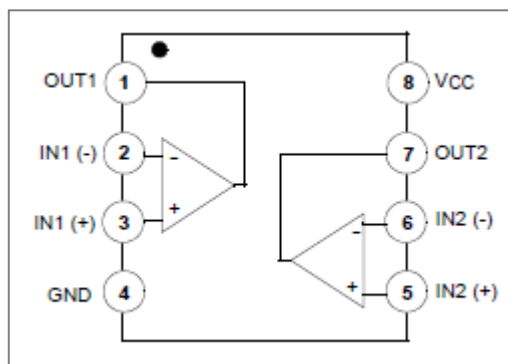 OUT1 1 8 VCC
IN1 (-) 2 - 7 OUT2
IN1 (+) 3 + - 6 IN2 (-)
GND 4 + 5 IN2 (+)